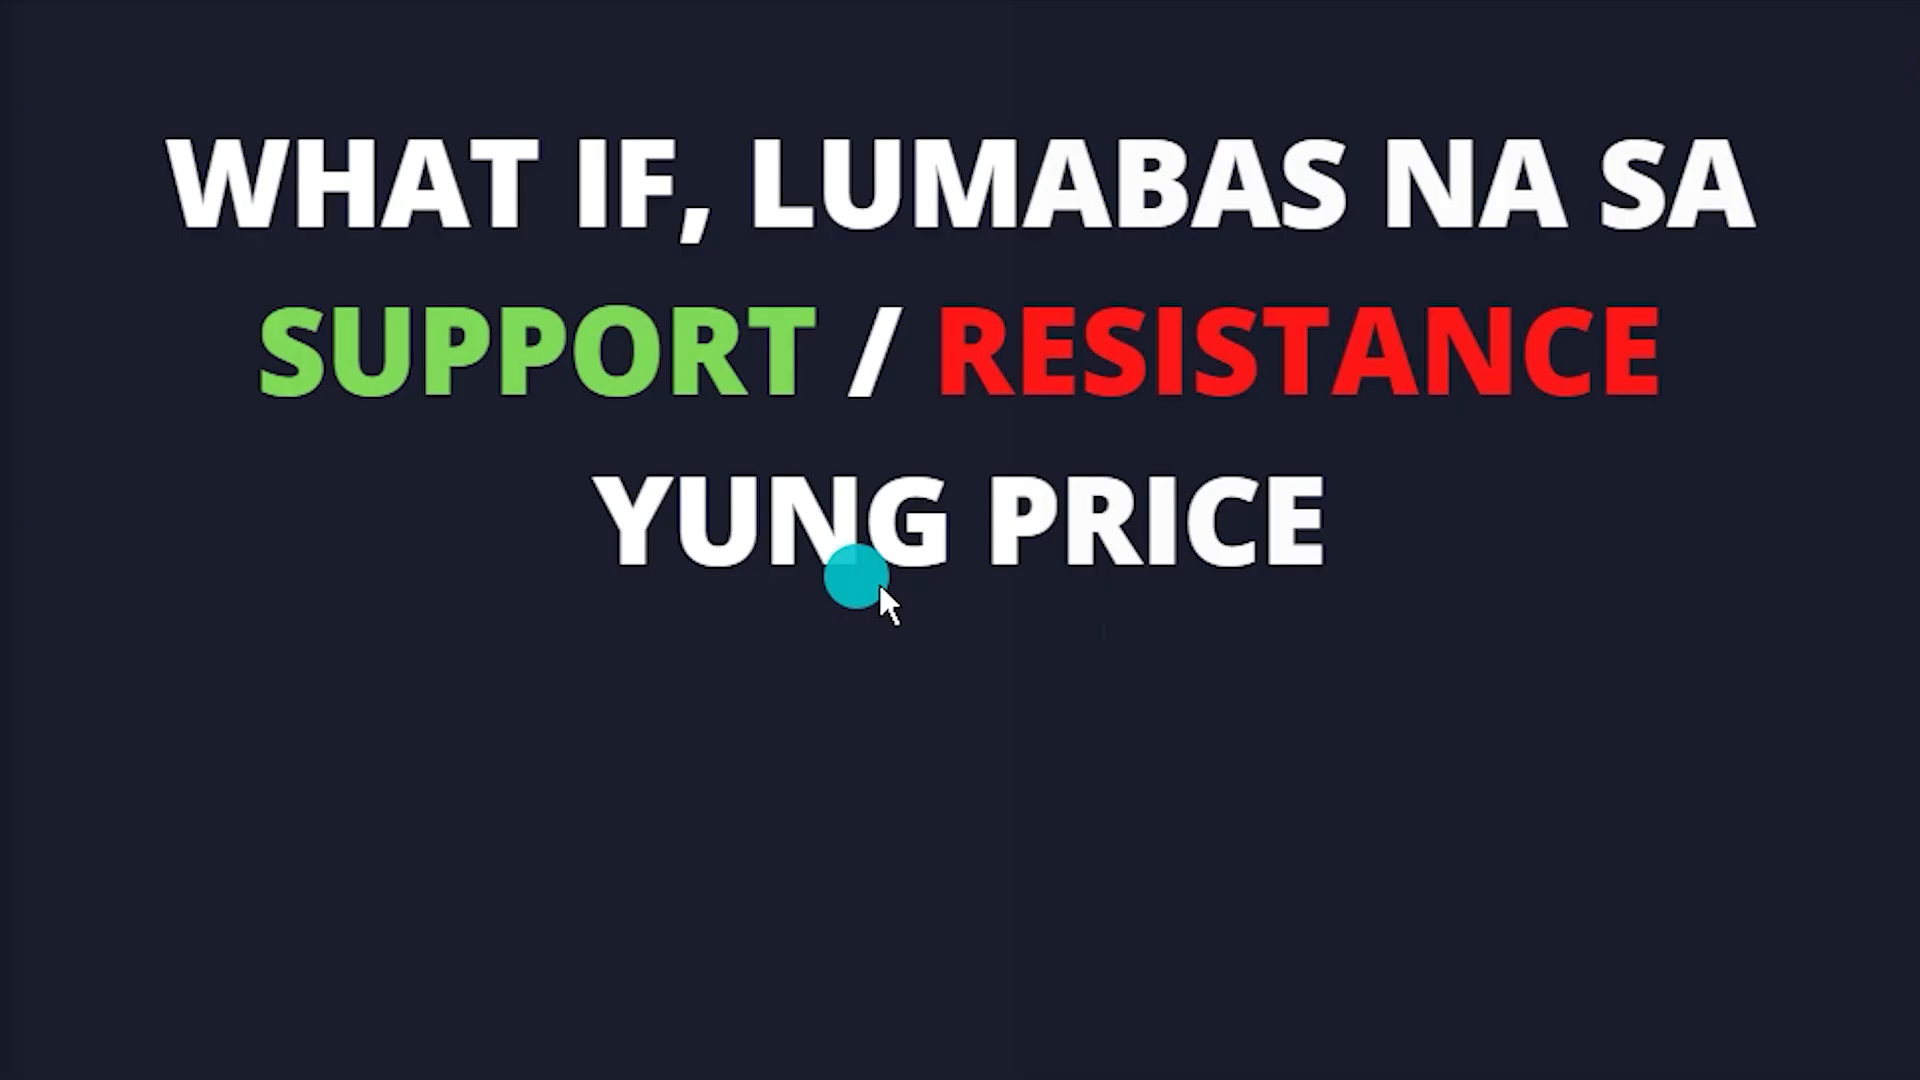 WHAT IF, LUMABAS NA SA
SUPPORT / RESISTANCE
YUNG PRICE